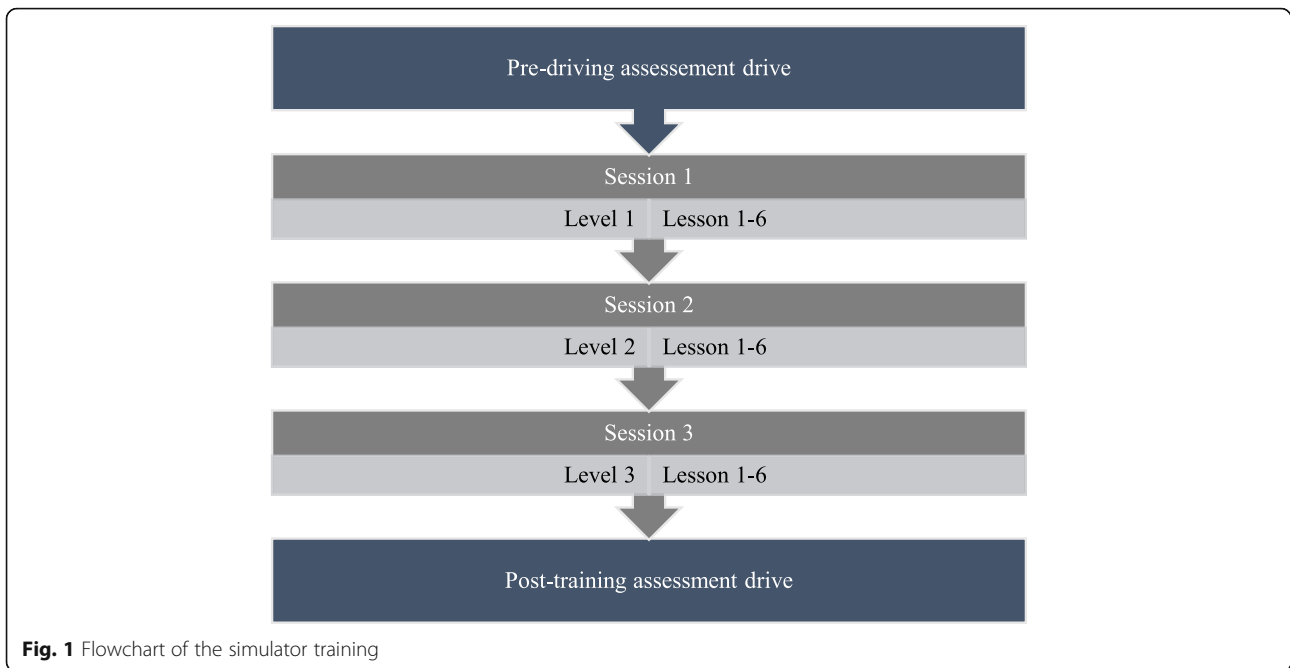 Pre-driving assessement drive
Session 1
Level 1 Lesson 1-6
Session 2
Level 2 Lesson 1-6
Session 3
Level 3 Lesson 1-6
Post-training assessment drive
Fig. 1 Flowchart of the simulator training